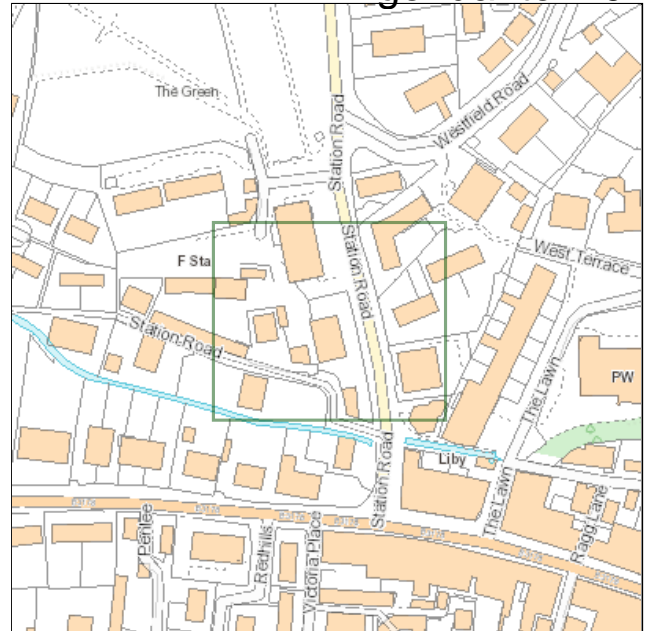 The Green
Station Road
Westfield Road
Station Road
West Terrace
F Sta
Station Road
The Lawn
PW
Liby
Station Road
The Lawn
Ragg Lane
Penlee
Redhills
Victoria Place